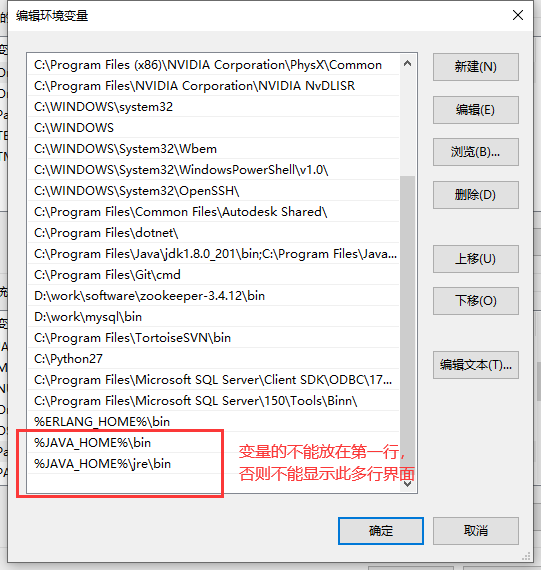 编辑环境变量
C:\Program Files (x86)\NVIDIA Corporation\PhysX\Common
C:\Program Files\NVIDIA Corporation\NVIDIA NvDLISR
C:\WINDOWS\system32
C:\WINDOWS
C:\WINDOWS\System32\Wbem
C:\WINDOWS\System32\WindowsPowerShell\v1.0\
C:\WINDOWS\System32\OpenSSH\
C:\Program Files\Common Files\Autodesk Shared\
C:\Program Files\dotnet\
C:\Program Files\Java\jdk1.8.0_201\bin;C:\Program Files\Java...
C:\Program Files\Git\cmd
D:\work\software\zookeeper-3.4.12\bin
D:\work\mysql\bin
C:\Program Files\TortoiseSVN\bin
C:\Python27
C:\Program Files\Microsoft SQL Server\Client SDK\ODBC\17...
C:\Program Files\Microsoft SQL Server\150\Tools\Binn\
%ERLANG_HOME%\bin
%JAVA_HOME%\bin
%JAVA_HOME%\jre\bin
变量的不能放在第一行，
否则不能显示此多行界面
新建(N)
编辑(E)
浏览(B)...
删除(D)
上移(U)
下移(O)
编辑文本(T)...
确定
取消